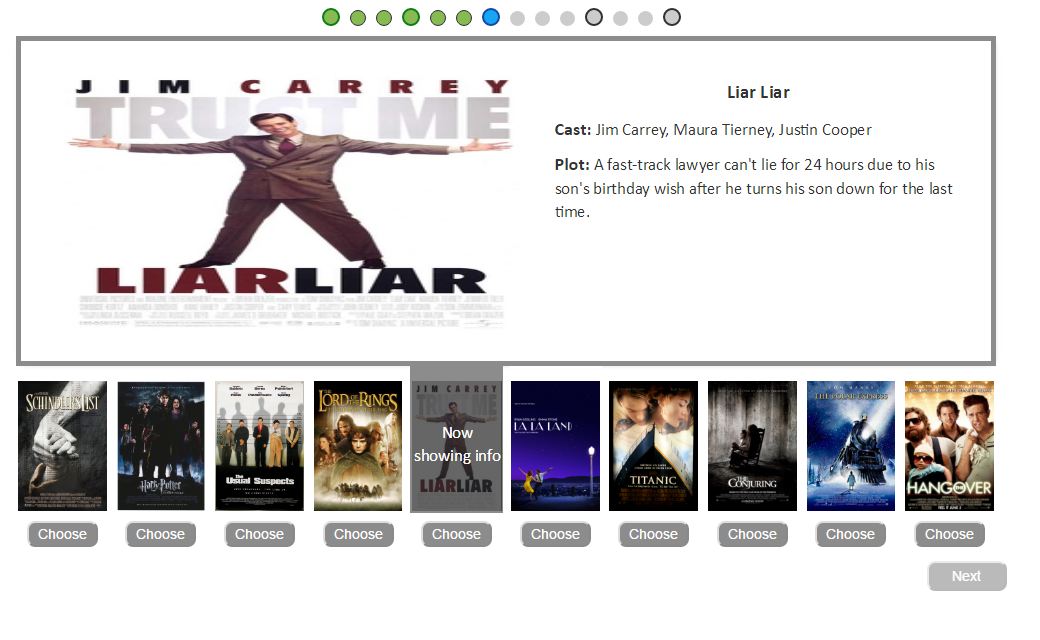 JIM CARREY
TRUST ME
LIARLIAR
Liar Liar
Cast: Jim Carrey, Maura Tierney, Justin Cooper
Plot: A fast-track lawyer can't lie for 24 hours due to his
son's birthday wish after he turns his son down for the last
time.
SCHINDLER'S LIST
Harry Potter
The
Usual Suspects
THE
LORD OF THE RINGS
JIM CARREY
TRUST ME
Now
showing info
LIARLIAR
LA LA LAND
TITANIC
THE
CONJURING
TOM HANKS
THE POLAR EXPRESS
THE
HANGOVER
Choose
Choose
Choose
Choose
Choose
Choose
Choose
Choose
Choose
Choose
Next